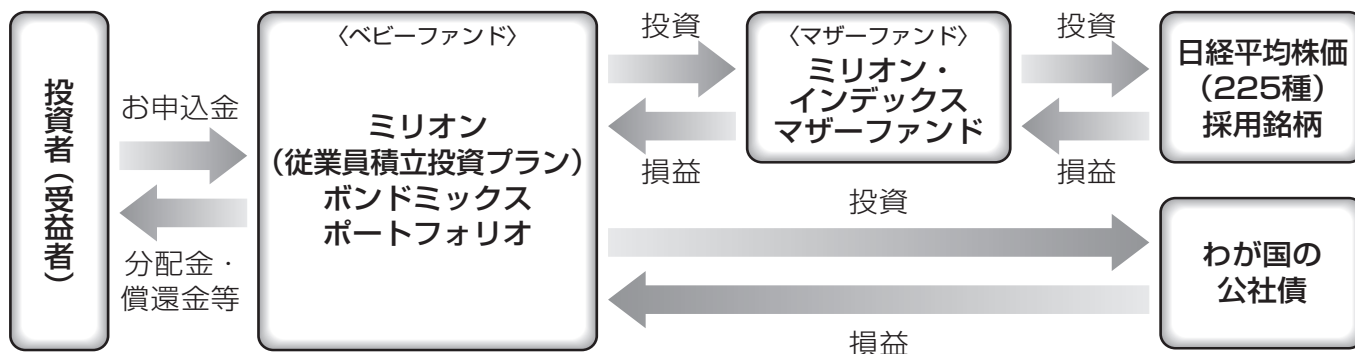 投資者（受益者）
お申込金
分配金・
償還金等
〈ベビーファンド〉
ミリオン
（従業員積立投資プラン）
ボンドミックス
ポートフォリオ
投資
損益
〈マザーファンド〉
ミリオン・
インデックス
マザーファンド
投資
損益
日経平均株価
（225種）
採用銘柄
投資
損益
わが国の
公社債